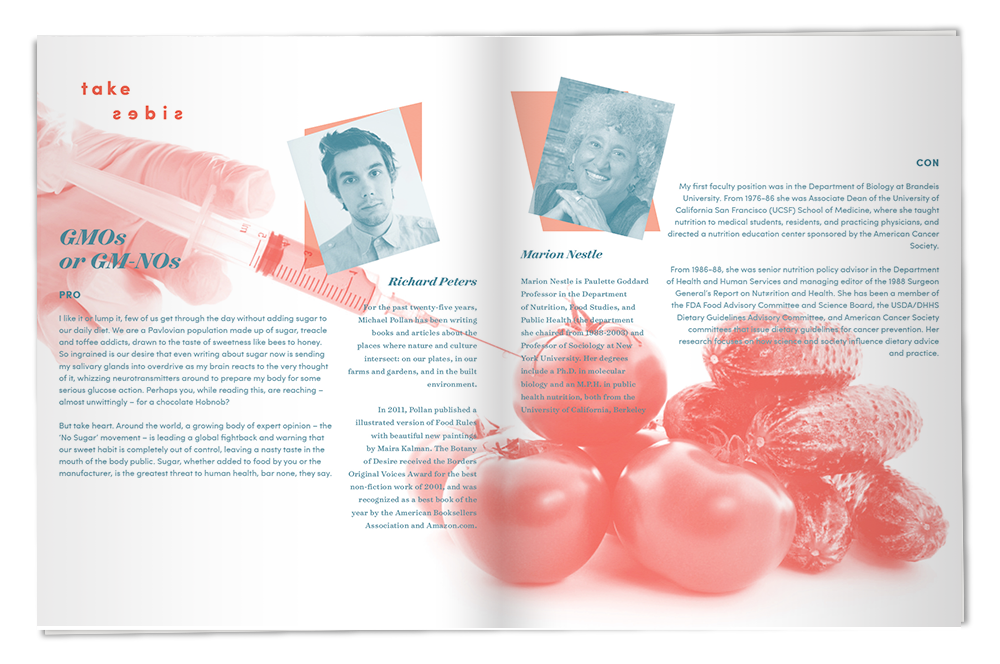 take
sides
GMOs
or GM-NOs
PRO
I like it or lump it, few of us get through the day without adding sugar to
our daily diet. We are a Pavlovian population made up of sugar, treacle
and toffee addicts, drawn to the taste of sweetness like bees to honey.
So ingrained is our desire that even writing about sugar now is sending
my salivary glands into overdrive as my brain reacts to the very thought
of it, whizzing neurotransmitters around to prepare my body for some
serious glucose action. Perhaps you, while reading this, are reaching –
almost unwittingly – for a chocolate Hobnob?
But take heart. Around the world, a growing body of expert opinion – the
‘No Sugar’ movement – is leading a global fightback and warning that
our sweet habit is completely out of control, leaving a nasty taste in the
mouth of the body public. Sugar, whether added to food by you or the
manufacturer, is the greatest threat to human health, bar none, they say.
Richard Peters
For the past twenty-five years,
Michael Pollan has been writing
books and articles about the
places where nature and culture
intersect: on our plates, in our
farms and gardens, and in the built
environment.
In 2011, Pollan published a
illustrated version of Food Rules
with beautiful new paintings
by Maira Kalman. The Botany
of Desire received the Borders
Original Voices Award for the best
non-fiction work of 2001, and was
recognized as a best book of the
year by the American Booksellers
Association and Amazon.com.
Marion Nestle
Marion Nestle is Paulette Goddard
Professor in the Department
of Nutrition, Food Studies, and
Public Health (the department
she chaired from 1988-2003) and
Professor of Sociology at New
York University. Her degrees
include a Ph.D. in molecular
biology and an M.P.H. in public
health nutrition, both from the
University of California, Berkeley
CON
My first faculty position was in the Department of Biology at Brandeis
University. From 1976–86 she was Associate Dean of the University of
California San Francisco (UCSF) School of Medicine, where she taught
nutrition to medical students, residents, and practicing physicians, and
directed a nutrition education center sponsored by the American Cancer
Society.
From 1986–88, she was senior nutrition policy advisor in the Department
of Health and Human Services and managing editor of the 1988 Surgeon
General’s Report on Nutrition and Health. She has been a member of
the FDA Food Advisory Committee and Science Board, the USDA/DHHS
Dietary Guidelines Advisory Committee, and American Cancer Society
committees that issue dietary guidelines for cancer prevention. Her
research focuses on how science and society influence dietary advice
and practice.